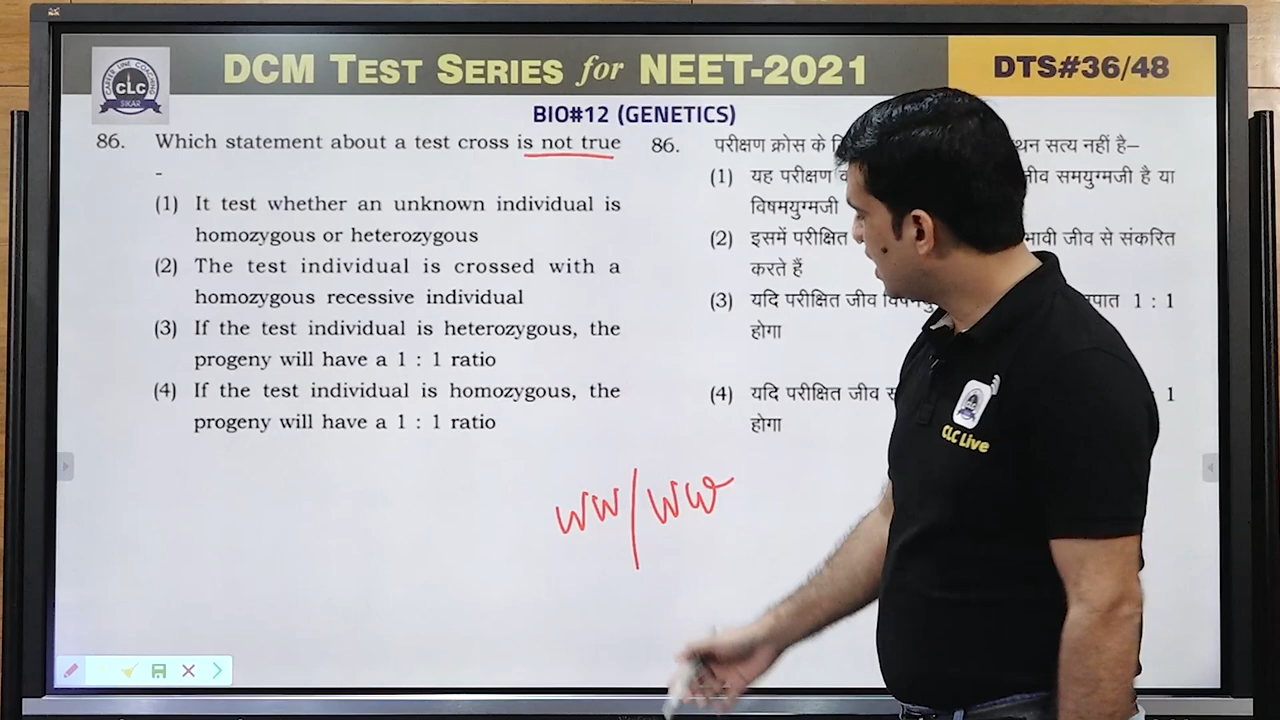 CAREER LINE COACHING
CLC
SIKAR
DCM TEST SERIES for NEET-2021
DTS#36/48
BIO#12 (GENETICS)
86. Which statement about a test cross is not true
-
(1) It test whether an unknown individual is
homozygous or heterozygous
(2) The test individual is crossed with a
homozygous recessive individual
(3) If the test individual is heterozygous, the
progeny will have a 1 : 1 ratio
(4) If the test individual is homozygous, the
progeny will have a 1 : 1 ratio
86. परीक्षण क्रोस के सत्य नहीं है–
(1) यह परीक्षण जीव समयुग्मजी है या
विषमयुग्मजी
(2) इसमें परीक्षित जीव से संकरित
करते हैं
(3) यदि परीक्षित जीव 1 : 1
होगा
(4) यदि परीक्षित जीव 1
होगा
WW/Ww
CLC Live